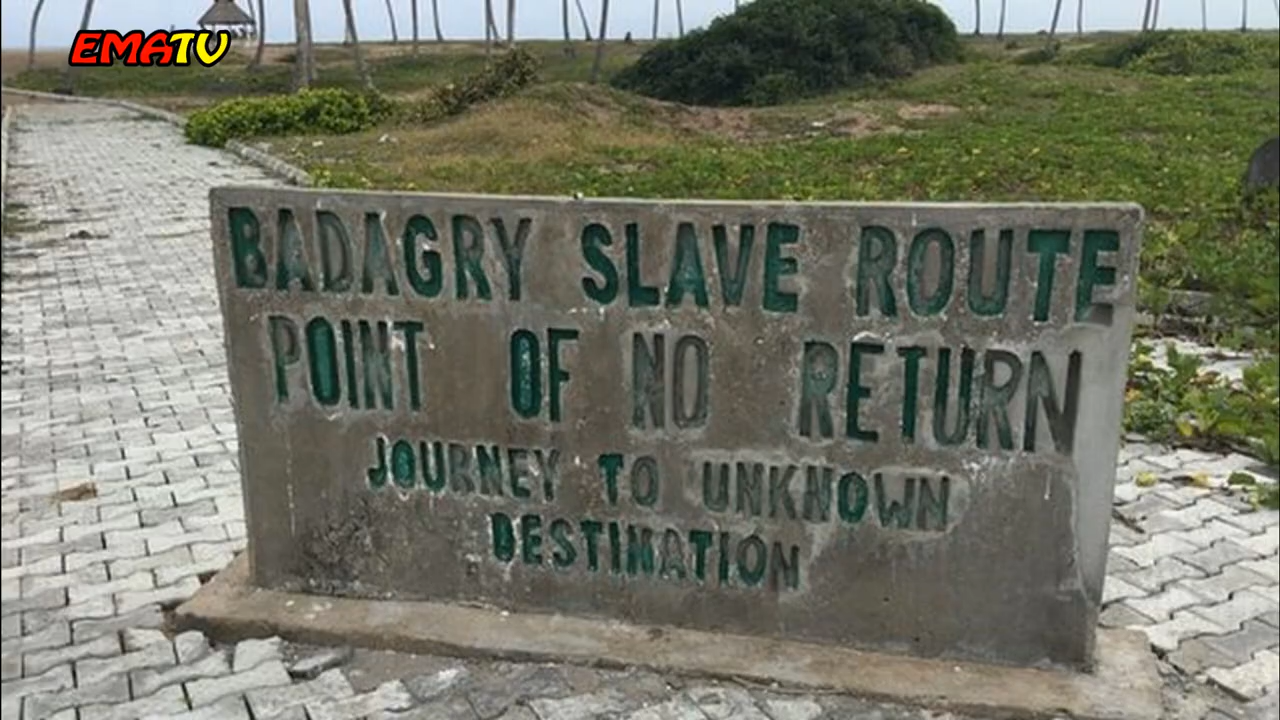 EMATV
BADAGRY SLAVE ROUTE
POINT OF NO RETURN
JOURNEY TO UNKNOWN
DESTINATION